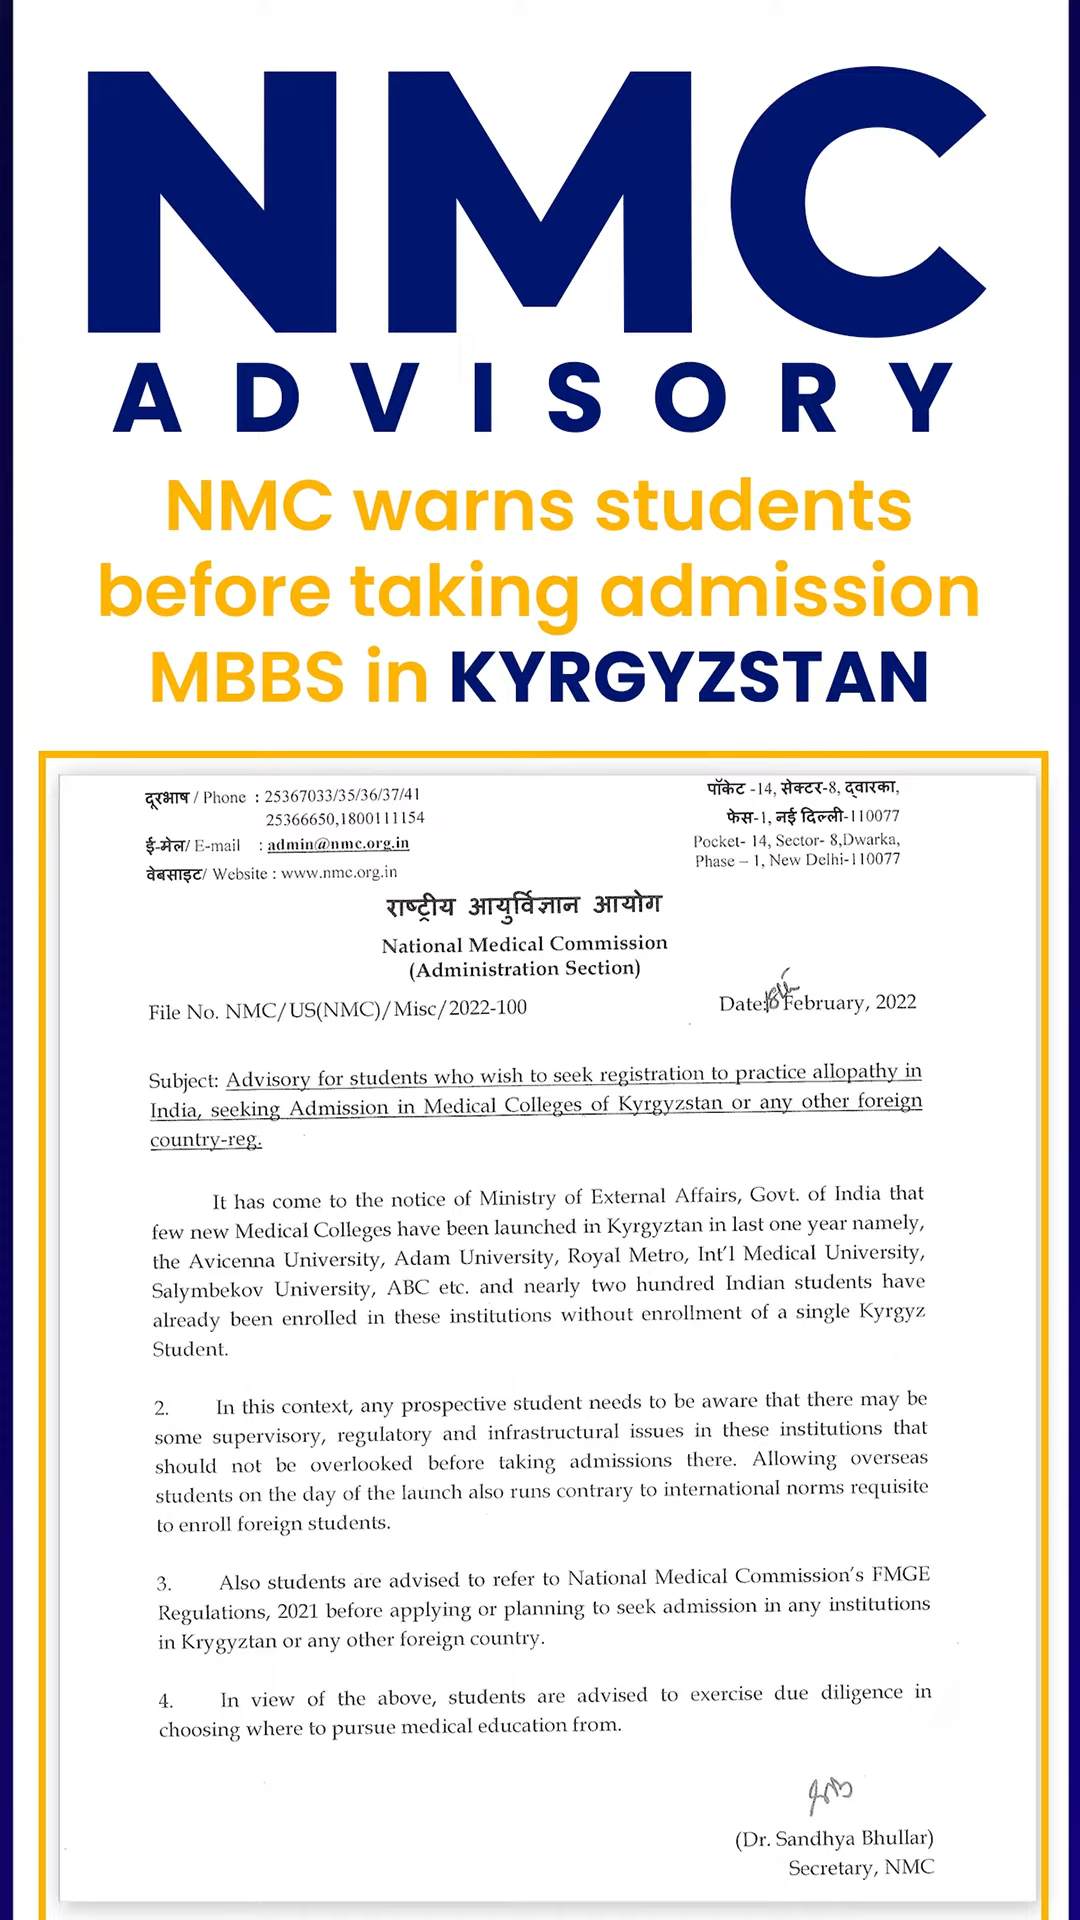 NMC
ADVISORY
NMC warns students
before taking admission
MBBS in KYRGYZSTAN
दूरभाष / Phone : 25367033/35/36/37/41
25366650,1800111154
ई-मेल/ E-mail : admin@nmc.org.in
वेबसाइट/ Website : www.nmc.org.in
पॉकेट -14, सेक्टर-8, द्वारका,
फेस-1, नई दिल्ली-110077
Pocket- 14, Sector- 8,Dwarka,
Phase – 1, New Delhi-110077
राष्ट्रीय आयुर्विज्ञान आयोग
National Medical Commission
(Administration Section)
File No. NMC/US(NMC)/Misc/2022-100
Date: February, 2022
Subject: Advisory for students who wish to seek registration to practice allopathy in
India, seeking Admission in Medical Colleges of Kyrgyzstan or any other foreign
country-reg.
It has come to the notice of Ministry of External Affairs, Govt. of India that
few new Medical Colleges have been launched in Kyrgyztan in last one year namely,
the Avicenna University, Adam University, Royal Metro, Int'l Medical University,
Salymbekov University, ABC etc. and nearly two hundred Indian students have
already been enrolled in these institutions without enrollment of a single Kyrgyz
Student.
2. In this context, any prospective student needs to be aware that there may be
some supervisory, regulatory and infrastructural issues in these institutions that
should not be overlooked before taking admissions there. Allowing overseas
students on the day of the launch also runs contrary to international norms requisite
to enroll foreign students.
3. Also students are advised to refer to National Medical Commission's FMGE
Regulations, 2021 before applying or planning to seek admission in any institutions
in Krygyztan or any other foreign country.
4. In view of the above, students are advised to exercise due diligence in
choosing where to pursue medical education from.
(Dr. Sandhya Bhullar)
Secretary, NMC